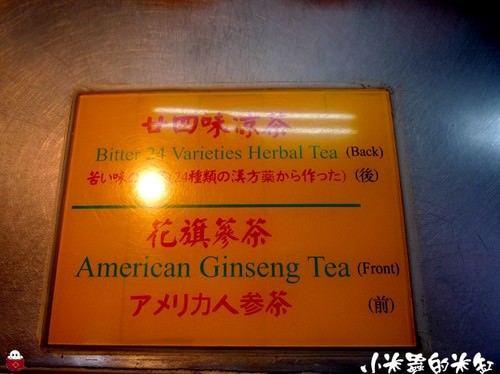 廿四味涼茶
Bitter 24 Varieties Herbal Tea (Back)
苦い味の (24種類の漢方薬から作った) (後)
花旗蔘茶
American Ginseng Tea (Front)
アメリカ人参茶 (前)
小米蟲的米缸